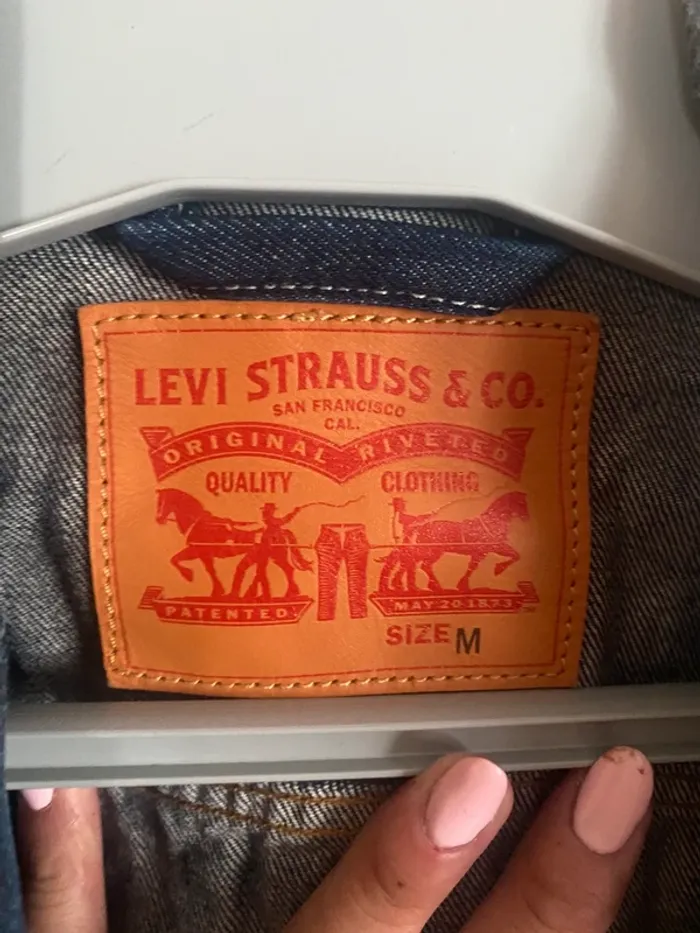 LEVI STRAUSS & CO.
SAN FRANCISCO
CAL.
ORIGINAL RIVETED
QUALITY CLOTHING
PATENTED MAY 20 1873
SIZE M